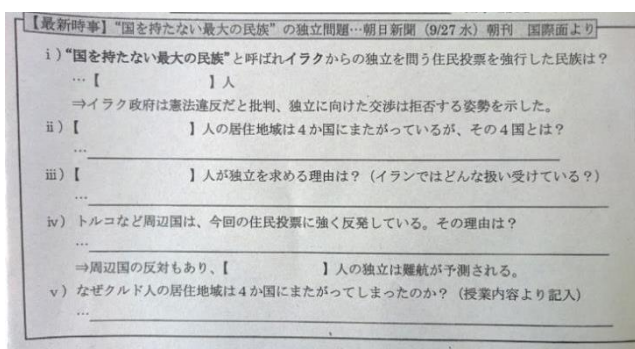 【最新時事】“国を持たない最大の民族”の独立問題…朝日新聞（9/27 水）朝刊　国際面より
ⅰ）“国を持たない最大の民族”と呼ばれイラクからの独立を問う住民投票を強行した民族は？
…【　　　　　　　　】人
⇒イラク政府は憲法違反だと批判、独立に向けた交渉は拒否する姿勢を示した。
ⅱ）【　　　　　　　　】人の居住地域は４か国にまたがっているが、その４国とは？
…
ⅲ）【　　　　　　　　】人が独立を求める理由は？（イランではどんな扱い受けている？）
…
ⅳ）トルコなど周辺国は、今回の住民投票に強く反発している。その理由は？
…
⇒周辺国の反対もあり、【　　　　　　　　】人の独立は難航が予測される。
ⅴ）なぜクルド人の居住地域は４か国にまたがってしまったのか？（授業内容より記入）
…